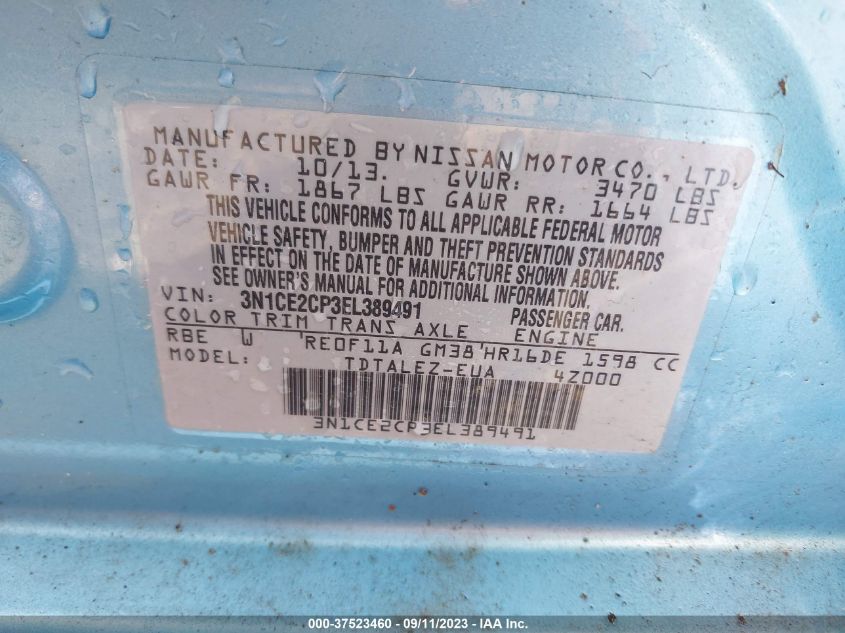 MANUFACTURED BY NISSAN MOTOR CO., LTD.
DATE: 10/13. GVWR: 3470 LBS
GAWR FR: 1867 LBS GAWR RR: 1664 LBS
THIS VEHICLE CONFORMS TO ALL APPLICABLE FEDERAL MOTOR
VEHICLE SAFETY, BUMPER AND THEFT PREVENTION STANDARDS
IN EFFECT ON THE DATE OF MANUFACTURE SHOWN ABOVE.
SEE OWNER'S MANUAL FOR ADDITIONAL INFORMATION.
VIN: 3N1CE2CP3EL389491 PASSENGER CAR.
COLOR TRIM TRANS AXLE ENGINE
RBE W RE0F11A GM38 HR16DE 1598 CC
MODEL: TDTALEZ-EUA 4Z000
3N1CE2CP3EL389491
000-37523460 - 09/11/2023 - IAA, Inc.